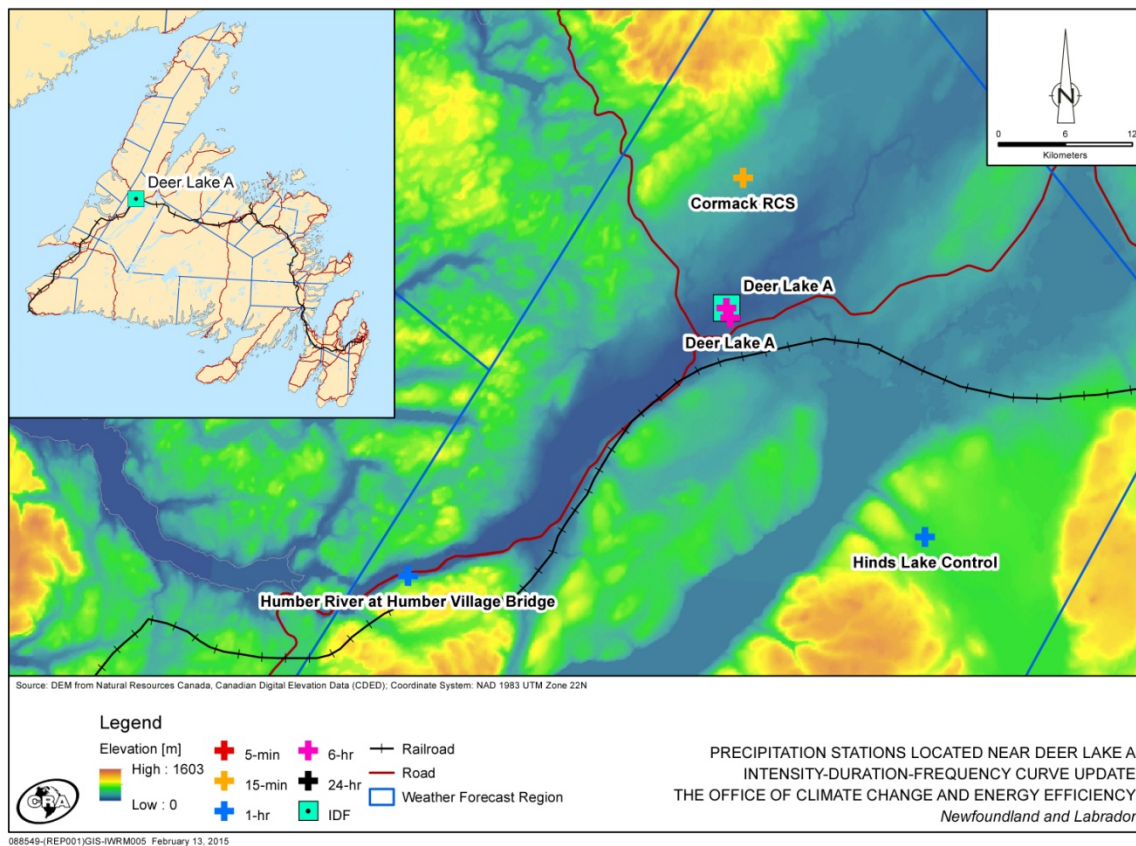 Deer Lake A
N
0 6 12
Kilometers
Cormack RCS
Deer Lake A
Deer Lake A
Hinds Lake Control
Humber River at Humber Village Bridge
Source: DEM from Natural Resources Canada, Canadian Digital Elevation Data (CDED); Coordinate System: NAD 1983 UTM Zone 22N
Legend
Elevation [m]
High : 1603
Low : 0
5-min
15-min
1-hr
6-hr
24-hr
IDF
Railroad
Road
Weather Forecast Region
CRA
PRECIPITATION STATIONS LOCATED NEAR DEER LAKE A
INTENSITY-DURATION-FREQUENCY CURVE UPDATE
THE OFFICE OF CLIMATE CHANGE AND ENERGY EFFICIENCY
Newfoundland and Labrador
088549-(REP001)GIS-IWRM005 February 13, 2015